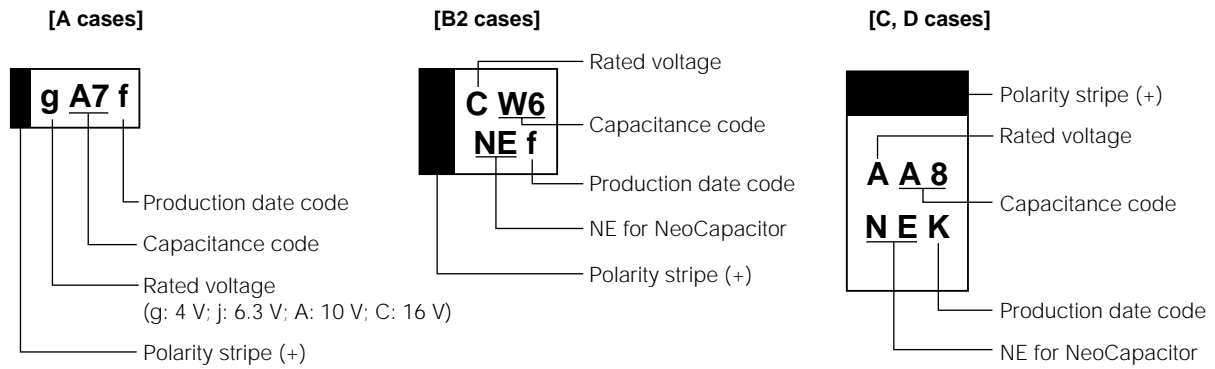 [A cases]
g A7 f
Production date code
Capacitance code
Rated voltage
(g: 4 V; j: 6.3 V; A: 10 V; C: 16 V)
Polarity stripe (+)
[B2 cases]
C W6
NE f
Rated voltage
Capacitance code
Production date code
NE for NeoCapacitor
Polarity stripe (+)
[C, D cases]
A A 8
N E K
Polarity stripe (+)
Rated voltage
Capacitance code
Production date code
NE for NeoCapacitor